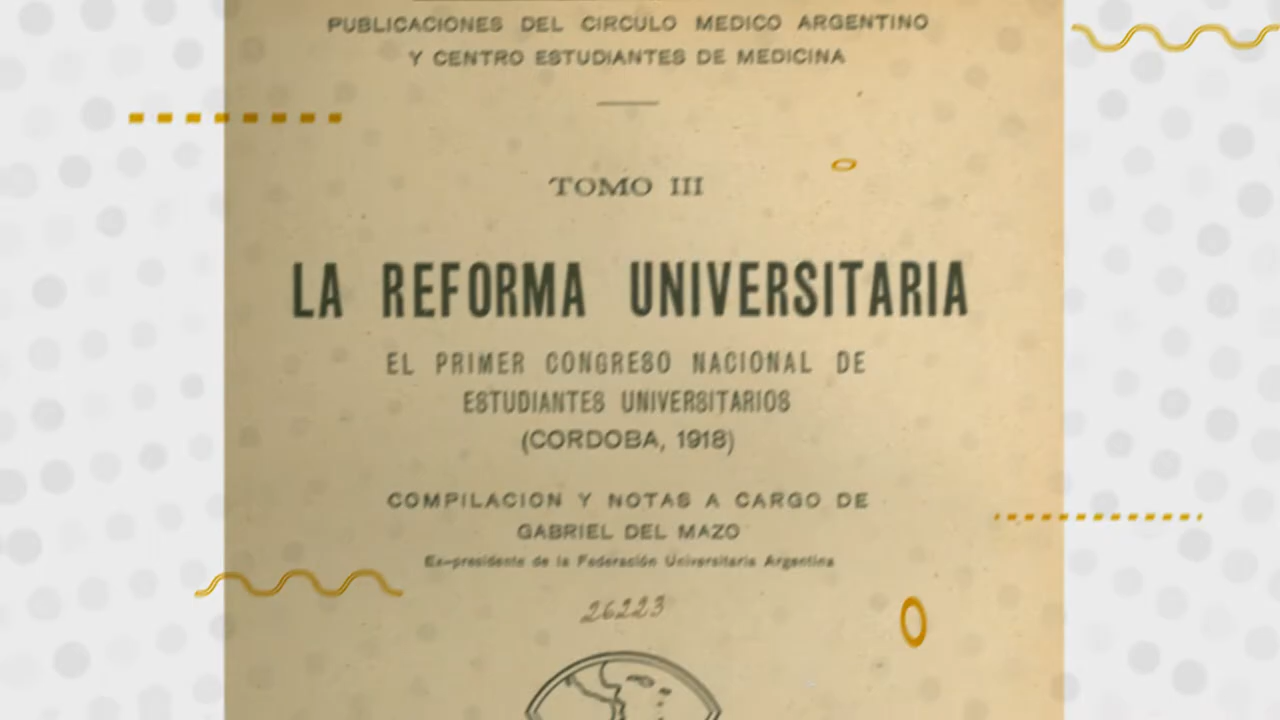 PUBLICACIONES DEL CIRCULO MEDICO ARGENTINO
Y CENTRO ESTUDIANTES DE MEDICINA
TOMO III
LA REFORMA UNIVERSITARIA
EL PRIMER CONGRESO NACIONAL DE
ESTUDIANTES UNIVERSITARIOS
(CORDOBA, 1918)
COMPILACION Y NOTAS A CARGO DE
GABRIEL DEL MAZO
Ex-presidente de la Federación Universitaria Argentina
26223